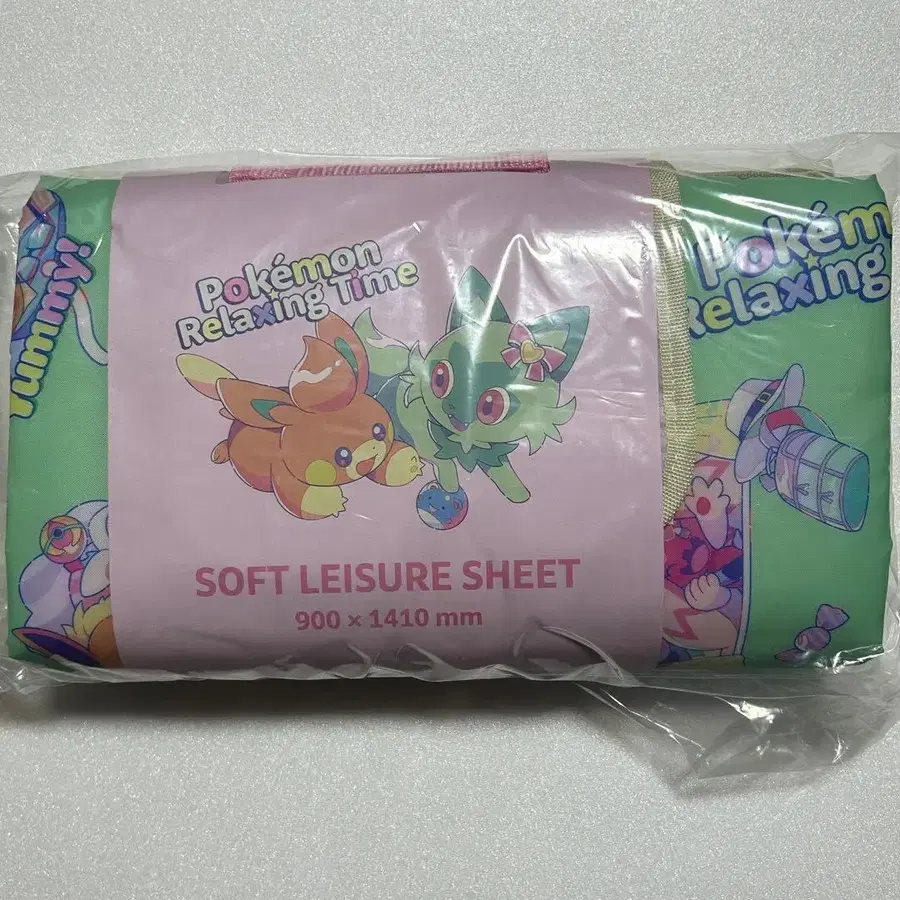 Yummy!
Pokémon
Relaxing Time
SOFT LEISURE SHEET
900 × 1410 mm
Pokém
Relaxing